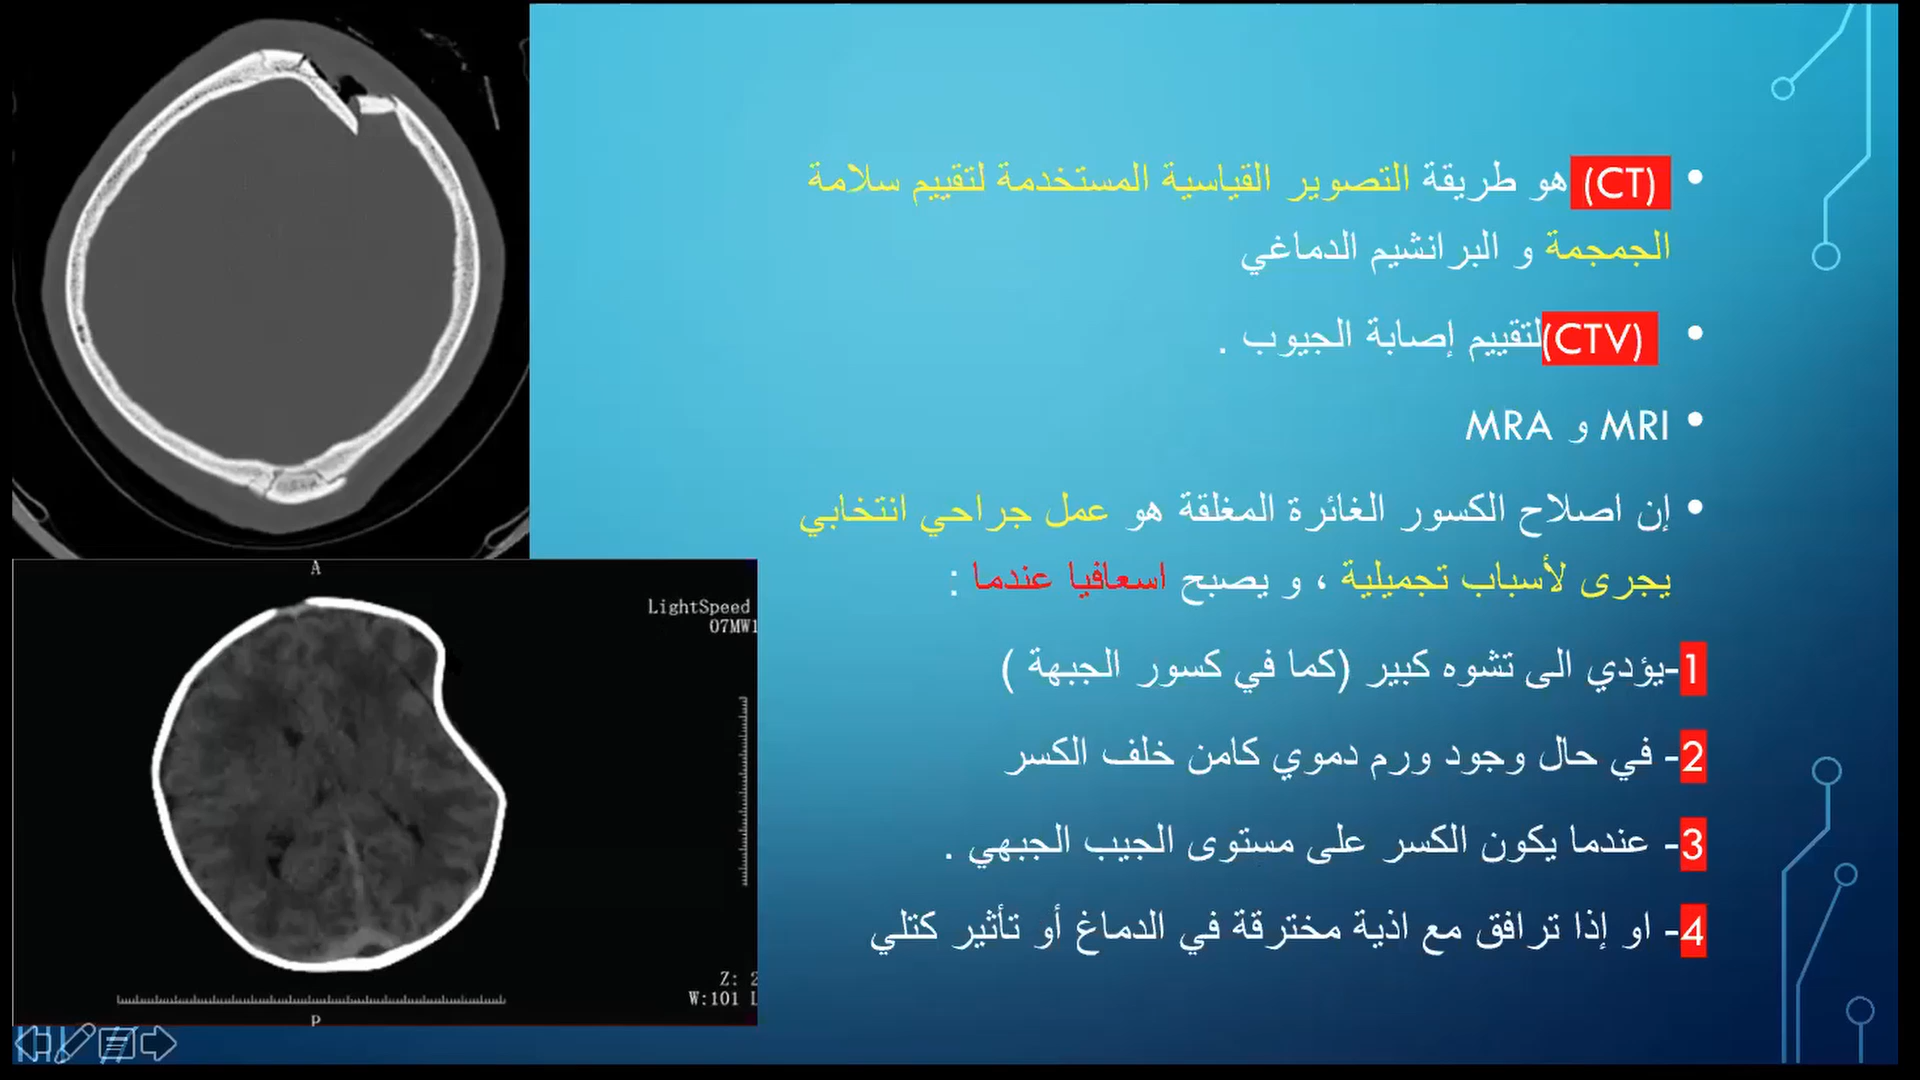 • (CT) هو طريقة التصوير القياسية المستخدمة لتقييم سلامة
الجمجمة و البرانشيم الدماغي
• (CTV)لتقييم إصابة الجيوب .
• MRI و MRA
• إن اصلاح الكسور الغائرة المغلقة هو عمل جراحي انتخابي
يجرى لأسباب تجميلية ، و يصبح اسعافيا عندما :
1-يؤدي الى تشوه كبير (كما في كسور الجبهة )
2- في حال وجود ورم دموي كامن خلف الكسر
3- عندما يكون الكسر على مستوى الجيب الجبهي .
4- او إذا ترافق مع اذية مخترقة في الدماغ أو تأثير كتلي
A
LightSpeed
07MW1
Z: 2
W:101 L
P